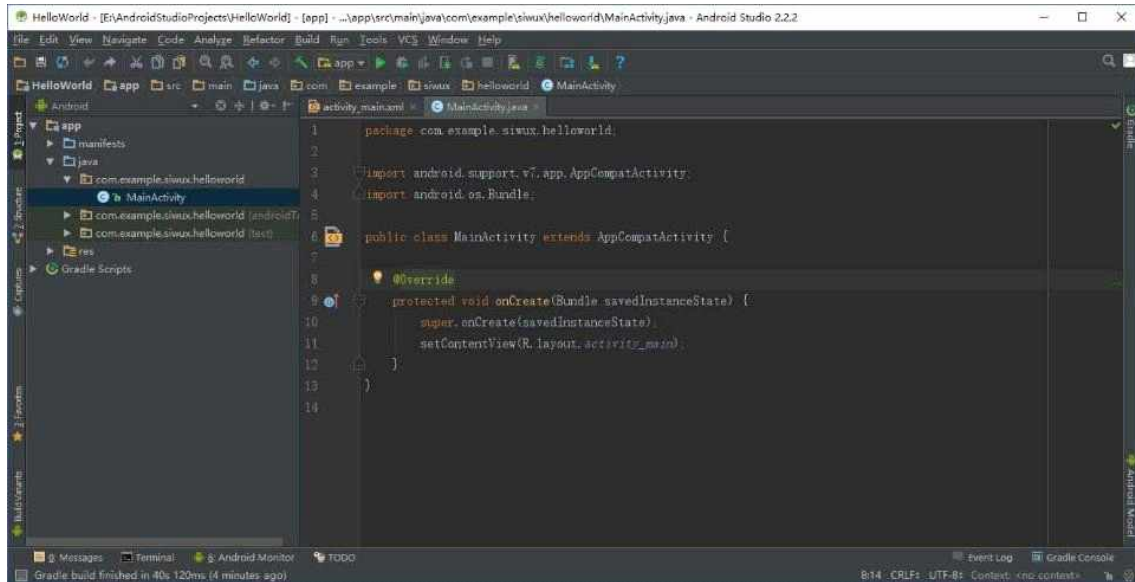 HelloWorld - [E:\AndroidStudioProjects\HelloWorld] - [app] - ...\app\src\main\java\com\example\siwux\helloworld\MainActivity.java - Android Studio 2.2.2
File Edit View Navigate Code Analyze Refactor Build Run Tools VCS Window Help
app
HelloWorld app src main java com example siwux helloworld MainActivity
Android
activity_main.xml MainActivity.java
1: Project
app
manifests
java
com.example.siwux.helloworld
MainActivity
com.example.siwux.helloworld (androidT
com.example.siwux.helloworld (test)
res
Gradle Scripts
2: Structure
Captures
2: Favorites
Build Variants
1 package com.example.siwux.helloworld;
2
3 import android.support.v7.app.AppCompatActivity;
4 import android.os.Bundle;
5
6 public class MainActivity extends AppCompatActivity {
7
8 @Override
9 protected void onCreate(Bundle savedInstanceState) {
10 super.onCreate(savedInstanceState);
11 setContentView(R.layout.activity_main);
12 }
13 }
14
Gradle
Android Model
0: Messages Terminal 6: Android Monitor TODO Event Log Gradle Console
Gradle build finished in 40s 120ms (4 minutes ago) 8:14 CRLF÷ UTF-8÷ Context: <no context>